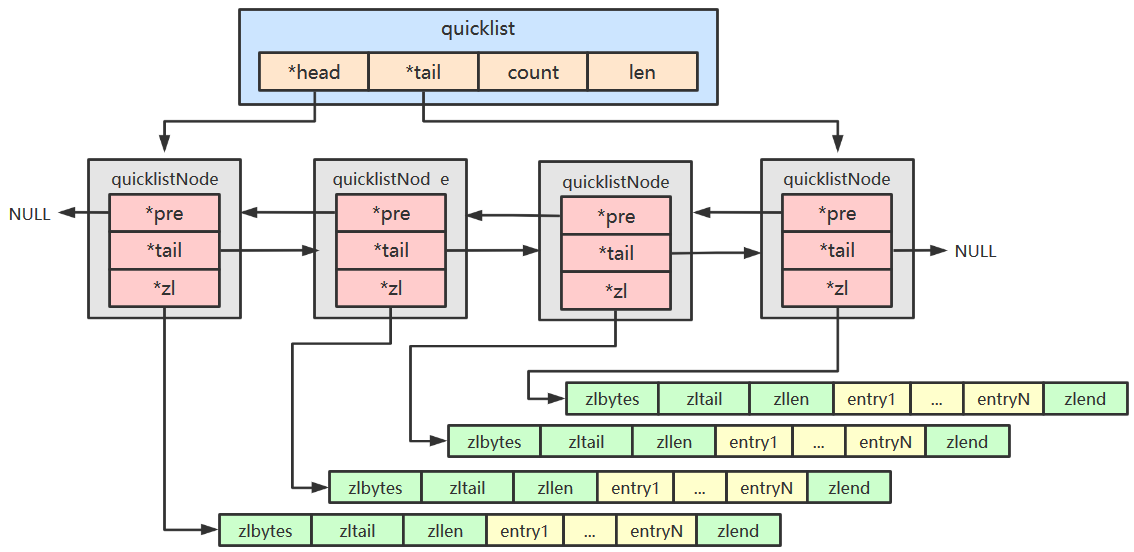 quicklist
*head *tail count len
quicklistNode quicklistNod e quicklistNode quicklistNode
NULL *pre *pre *pre *pre
*tail *tail *tail *tail NULL
*zl *zl *zl *zl
zlbytes zltail zllen entry1 ... entryN zlend
zlbytes zltail zllen entry1 ... entryN zlend
zlbytes zltail zllen entry1 ... entryN zlend
zlbytes zltail zllen entry1 ... entryN zlend